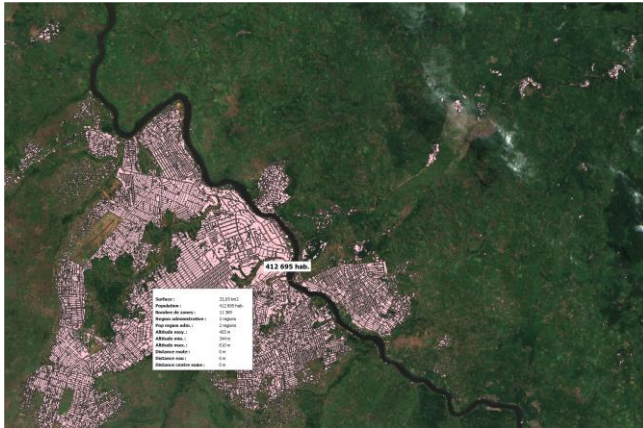 412 695 hab.
Surface :
Population : 412 695 hab.
Nombre de zones :
Region administrative : 2 regions
Pop region adm. : 2 regions
Altitude moy. :
Altitude min. :
Altitude max. :
Distance route : 0 m
Distance eau : 0 m
Distance centre soins : 0 m